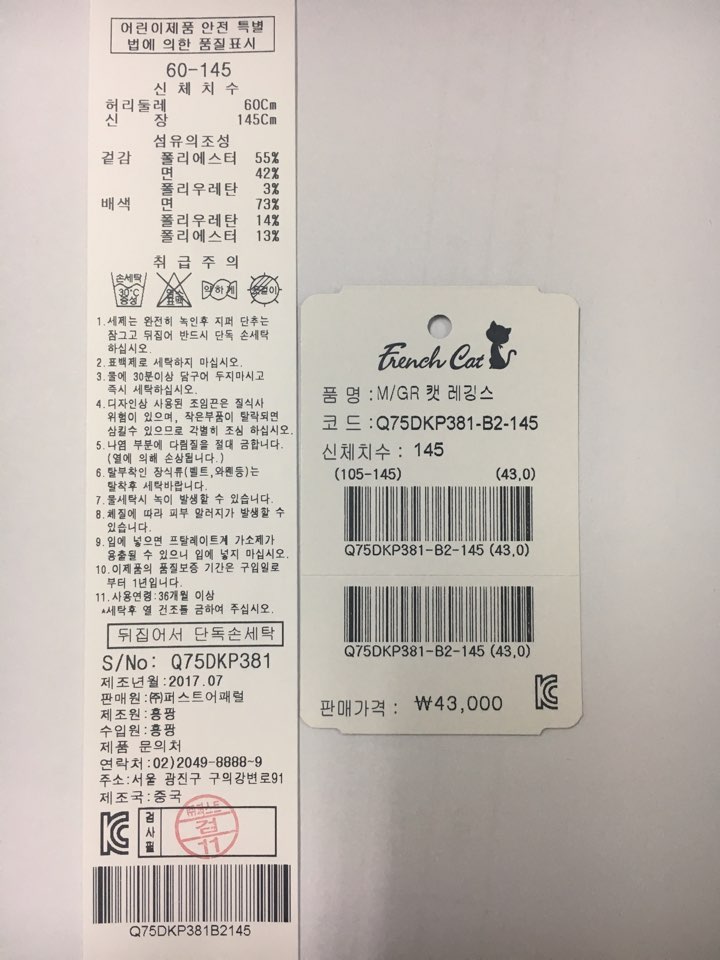 어린이제품 안전 특별
법에 의한 품질표시
60-145
신 체 치 수
허리둘레 60Cm
신 장 145Cm
섬유의조성
겉감 폴리에스터 55%
면 42%
폴리우레탄 3%
배색 면 73%
폴리우레탄 14%
폴리에스터 13%
취 급 주 의
손세탁
30℃
중성
염소
표백
약하게
옷걸이
1.세제는 완전히 녹인후 지퍼 단추는
잠그고 뒤집어 반드시 단독 손세탁
하십시오.
2.표백제로 세탁하지 마십시오.
3.물에 30분이상 담구어 두지마시고
즉시 세탁하십시오.
4.디자인상 사용된 조임끈은 질식사
위험이 있으며, 작은부품이 탈락되면
삼킬수 있으므로 각별히 조심 하십시오.
5.나염 부분에 다림질을 절대 금합니다.
(열에 의해 손상됩니다.)
6.탈부착인 장식류(벨트,와펜등)는
탈착후 세탁바랍니다.
7.물세탁시 녹이 발생할 수 있습니다.
8.체질에 따라 피부 알러지가 발생할 수
있습니다.
9.입에 넣으면 프탈레이트계 가소제가
용출될 수 있으니 입에 넣지 마십시오.
10.이제품의 품질보증 기간은 구입일로
부터 1년입니다.
11.사용연령:36개월 이상
▲세탁후 열 건조를 금하여 주십시오.
뒤집어서 단독손세탁
S/No: Q75DKP381
제조년월:2017.07
판매원:㈜퍼스트어패럴
제조원:홍팡
수입원:홍팡
제품 문의처
연락처:02)2049-8888~9
주소:서울 광진구 구의강변로91
제조국:중국
KC 검사필
㈜퍼스트
검
11
Q75DKP381B2145
French Cat
품 명 :M/GR 캣 레깅스
코 드 :Q75DKP381-B2-145
신체치수 : 145
(105-145) (43,0)
Q75DKP381-B2-145 (43,0)
Q75DKP381-B2-145 (43,0)
판매가격 : ₩43,000
KC